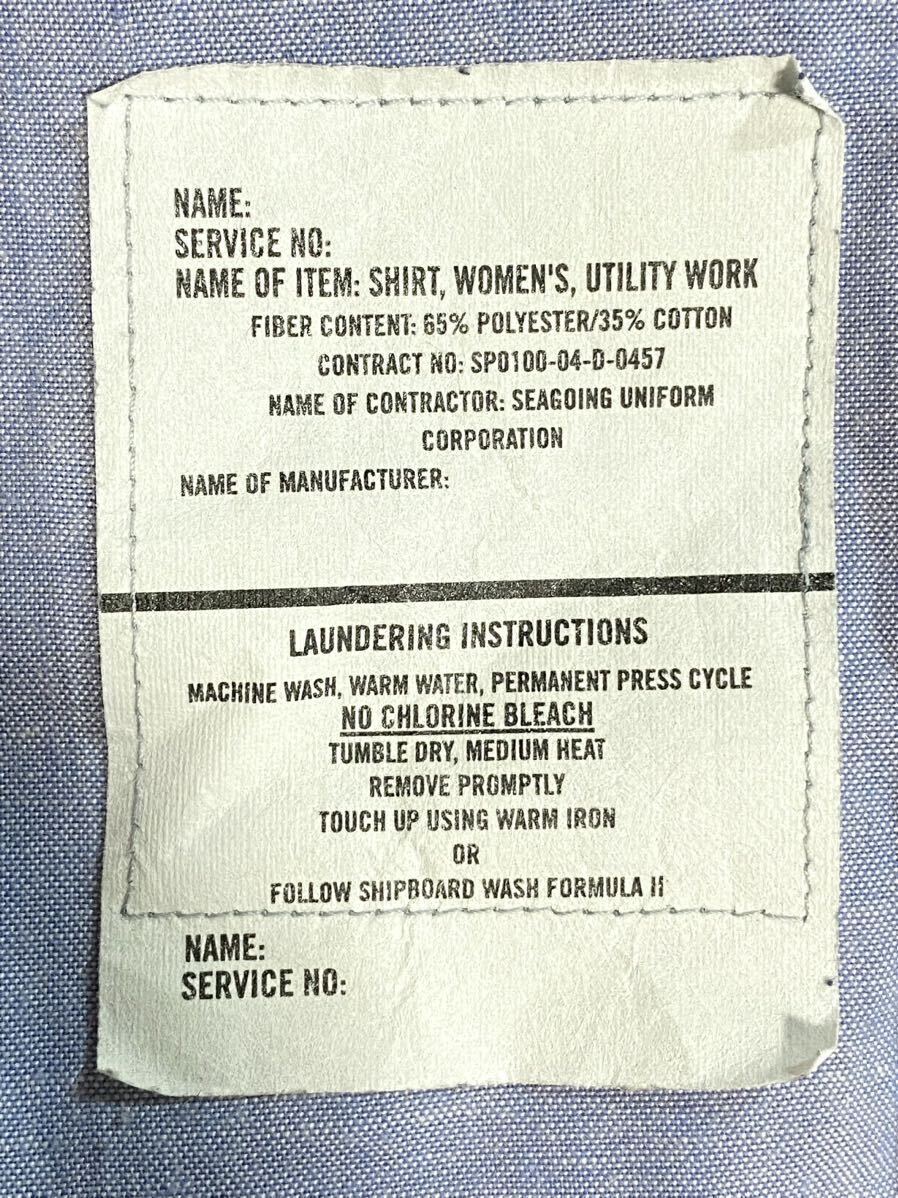 NAME:
SERVICE NO:
NAME OF ITEM: SHIRT, WOMEN'S, UTILITY WORK
FIBER CONTENT: 65% POLYESTER/35% COTTON
CONTRACT NO: SP0100-04-D-0457
NAME OF CONTRACTOR: SEAGOING UNIFORM
CORPORATION
NAME OF MANUFACTURER:
LAUNDERING INSTRUCTIONS
MACHINE WASH, WARM WATER, PERMANENT PRESS CYCLE
NO CHLORINE BLEACH
TUMBLE DRY, MEDIUM HEAT
REMOVE PROMPTLY
TOUCH UP USING WARM IRON
OR
FOLLOW SHIPBOARD WASH FORMULA II
NAME:
SERVICE NO: